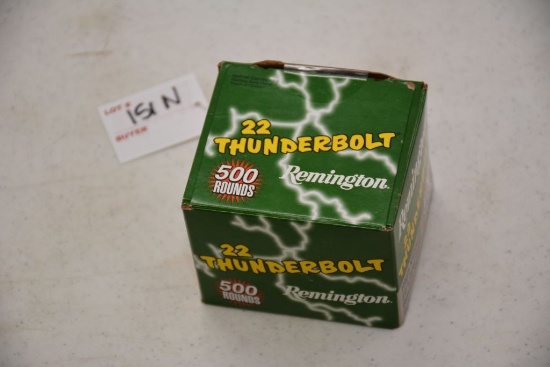 LOT #
151 N
BUYER
22
THUNDERBOLT
500
ROUNDS
Remington
22
THUNDERBOLT
500
ROUNDS
Remington